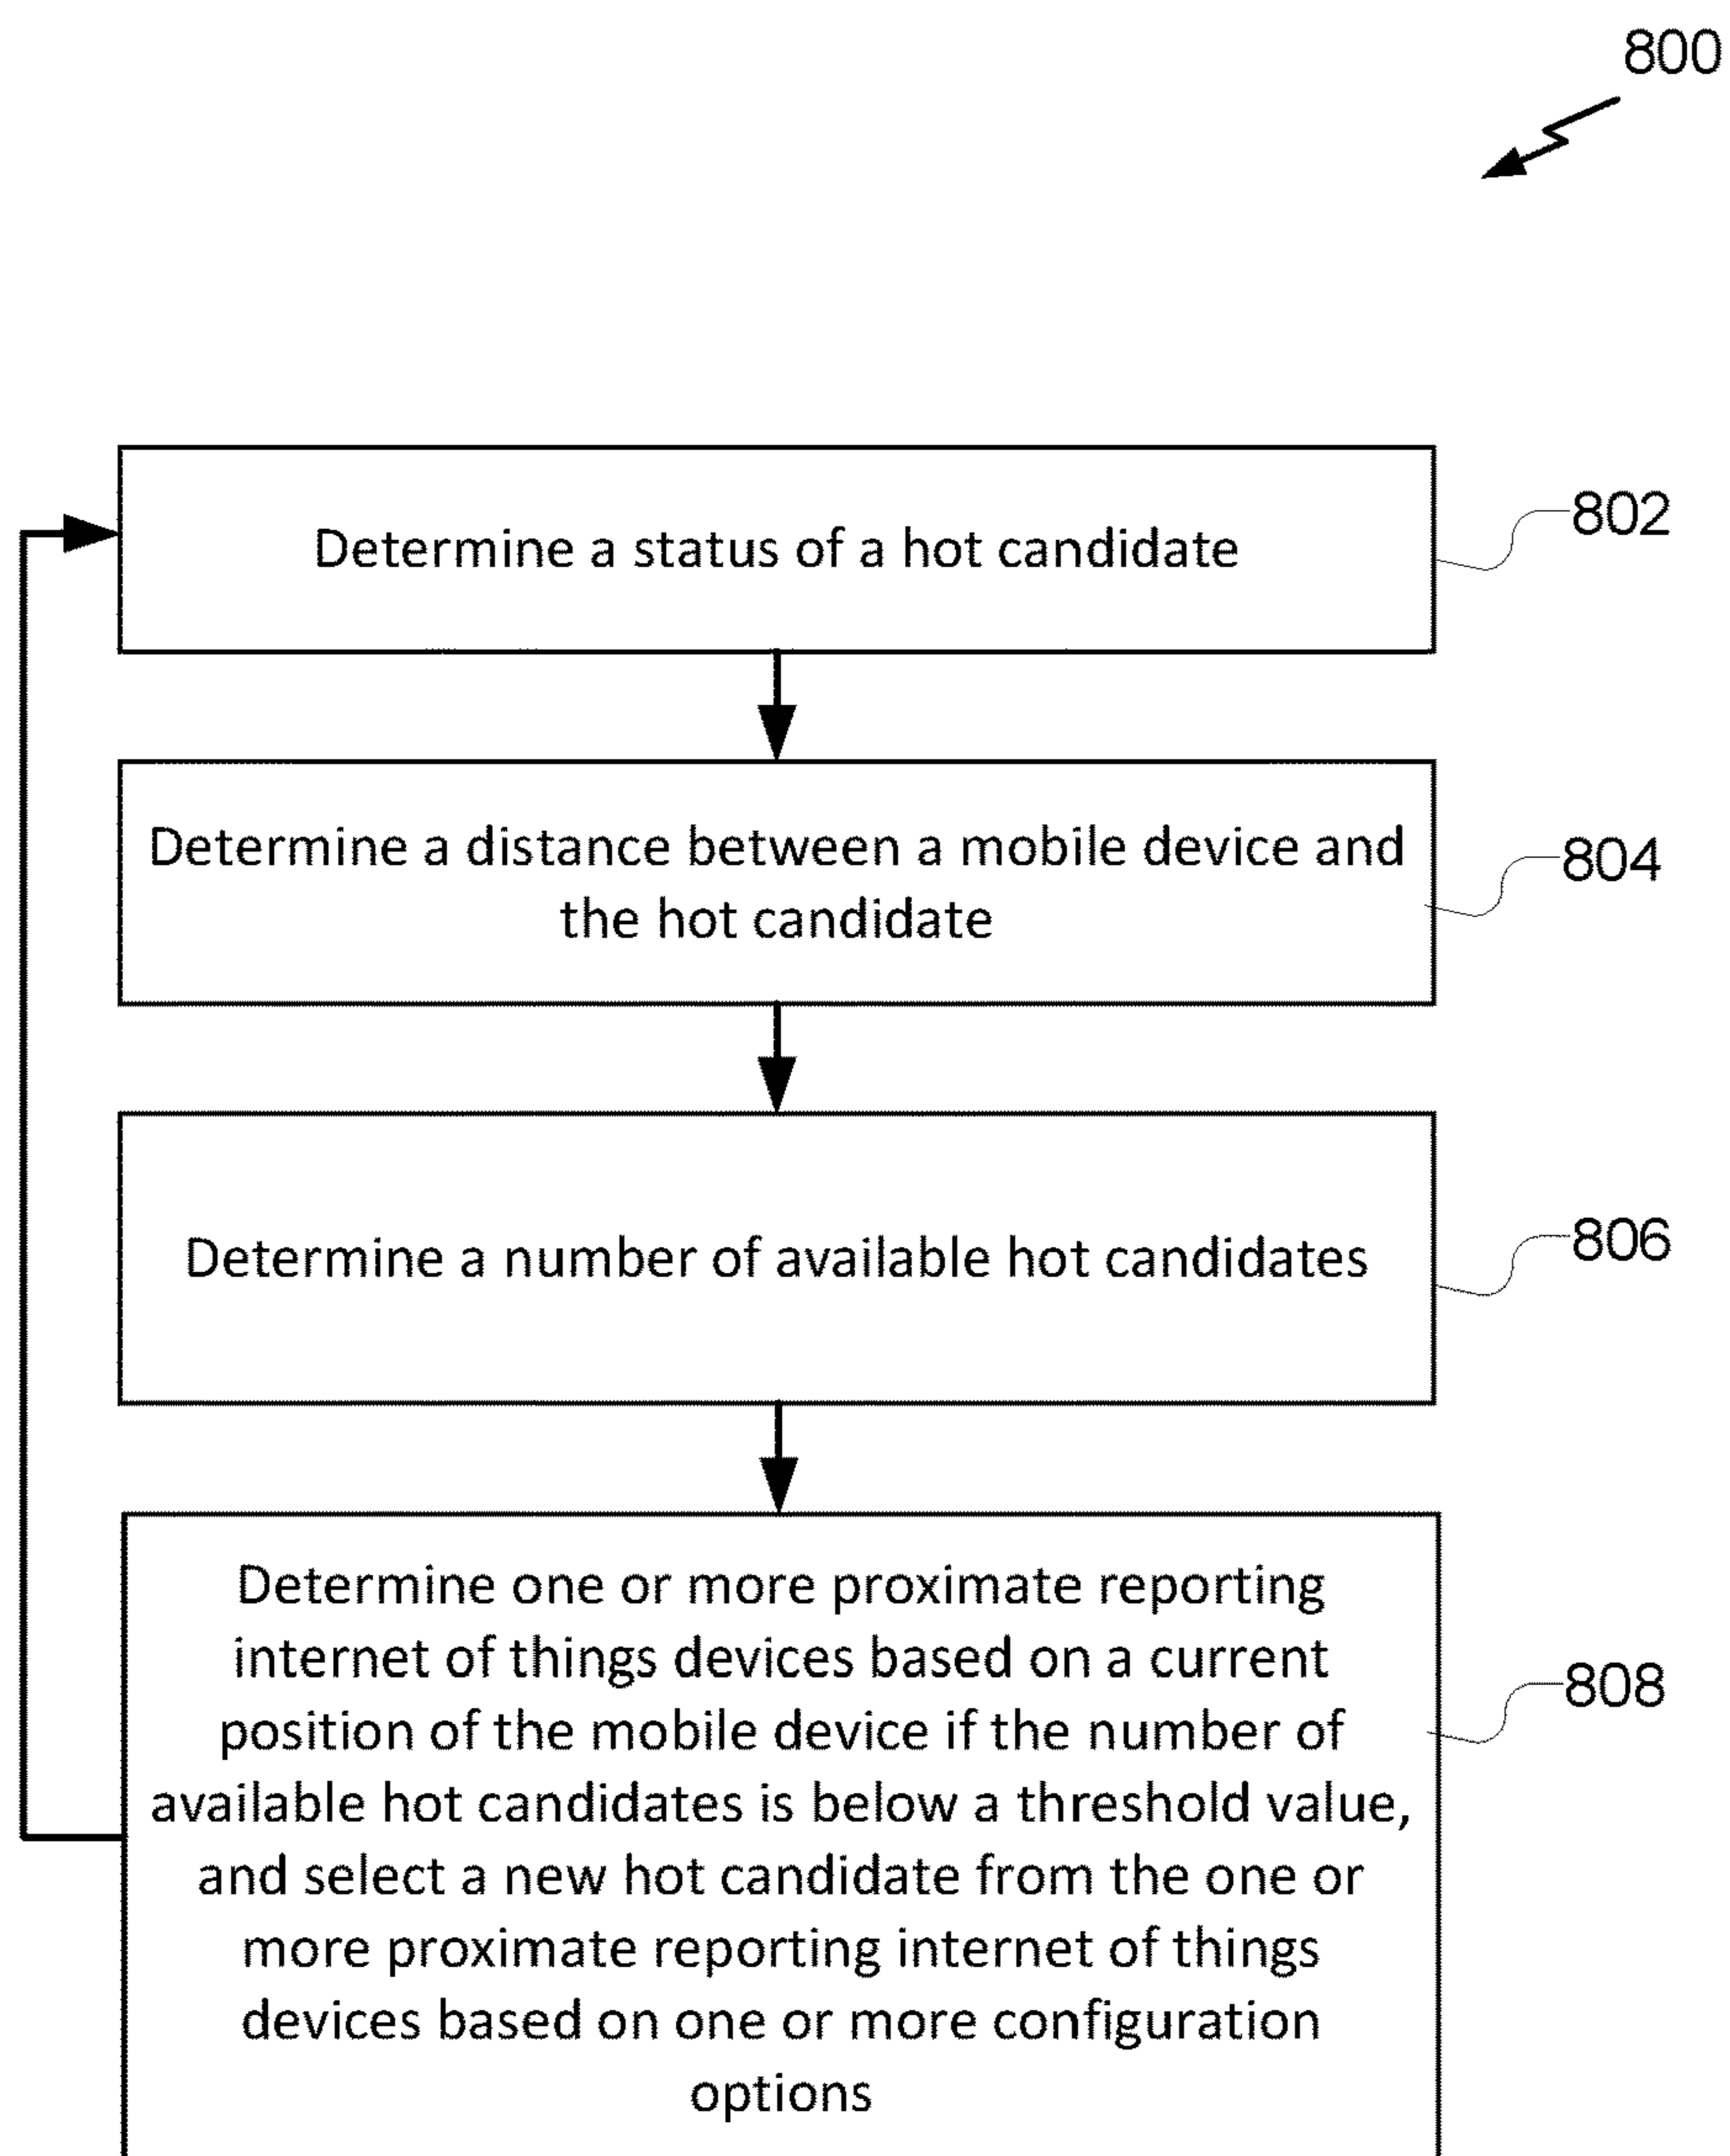 800
Determine a status of a hot candidate
802
Determine a distance between a mobile device and
the hot candidate
804
Determine a number of available hot candidates
806
Determine one or more proximate reporting
internet of things devices based on a current
position of the mobile device if the number of
available hot candidates is below a threshold value,
and select a new hot candidate from the one or
more proximate reporting internet of things
devices based on one or more configuration
options
808